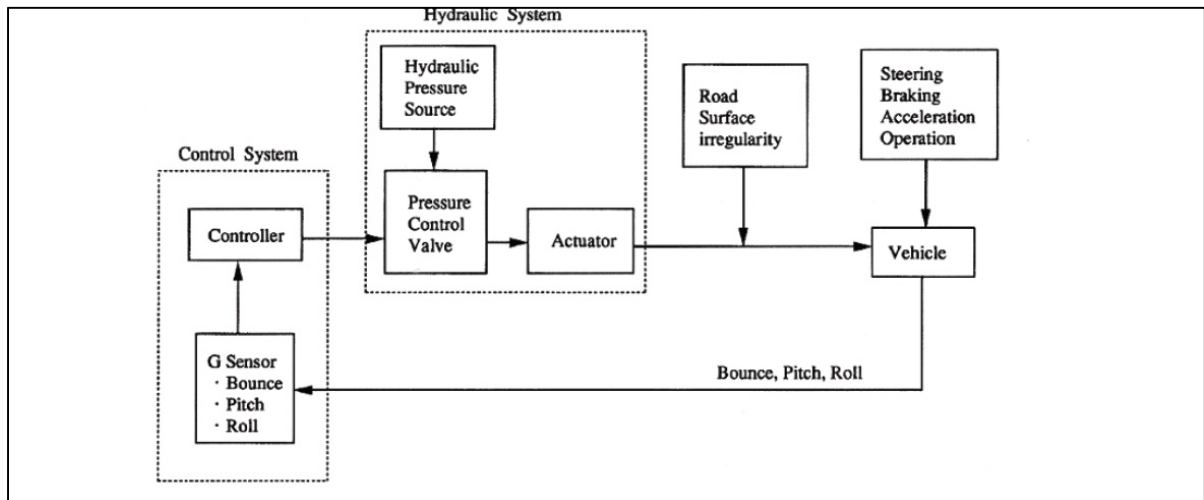 Hydraulic System
Hydraulic
Pressure
Source
Road
Surface
irregularity
Steering
Braking
Acceleration
Operation
Control System
Controller
Pressure
Control
Valve
Actuator
Vehicle
G Sensor
· Bounce
· Pitch
· Roll
Bounce, Pitch, Roll